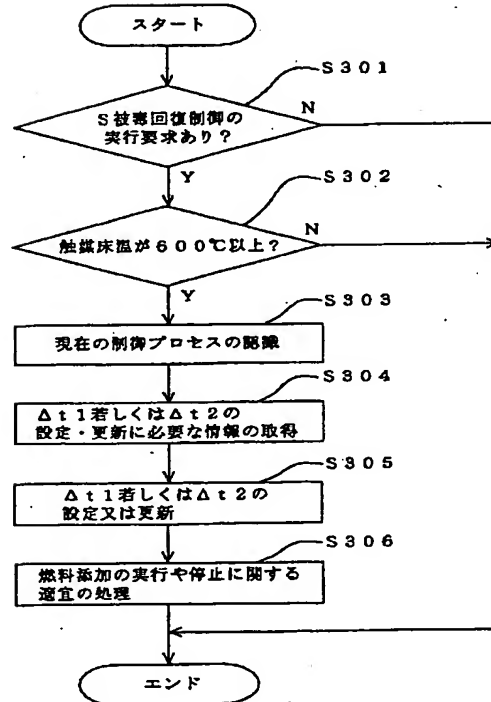 スタート
S301
S被毒回復制御の
実行要求あり?
N
Y
S302
触媒床温が600℃以上?
N
Y
S303
現在の制御プロセスの認識
S304
Δt1若しくはΔt2の
設定・更新に必要な情報の取得
S305
Δt1若しくはΔt2の
設定又は更新
S306
燃料添加の実行や停止に関する
適宜の処理
エンド